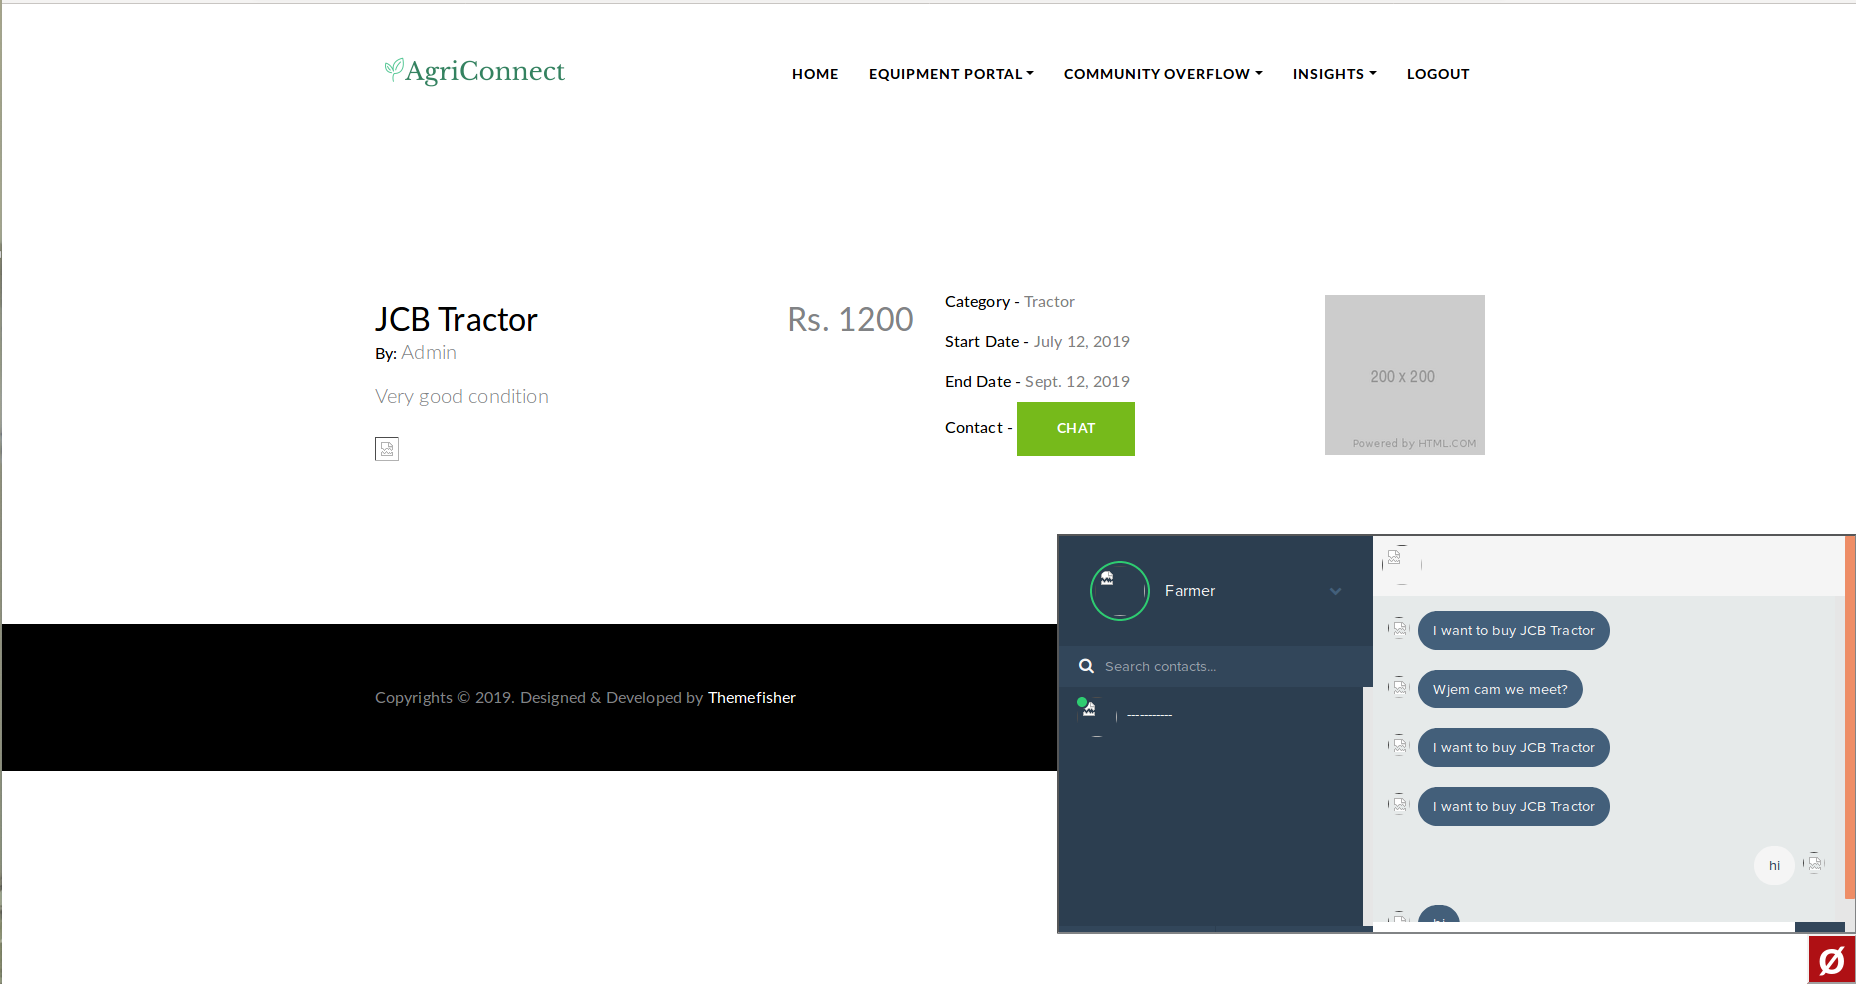 AgriConnect
HOME EQUIPMENT PORTAL COMMUNITY OVERFLOW INSIGHTS LOGOUT
JCB Tractor
Rs. 1200
By: Admin
Very good condition
Category - Tractor
Start Date - July 12, 2019
End Date - Sept. 12, 2019
Contact - CHAT
200 x 200
Powered by HTML.COM
Copyrights © 2019. Designed & Developed by Themefisher
Farmer
Search contacts...
-----------
I want to buy JCB Tractor
Wjem cam we meet?
I want to buy JCB Tractor
I want to buy JCB Tractor
hi
hi
Ø